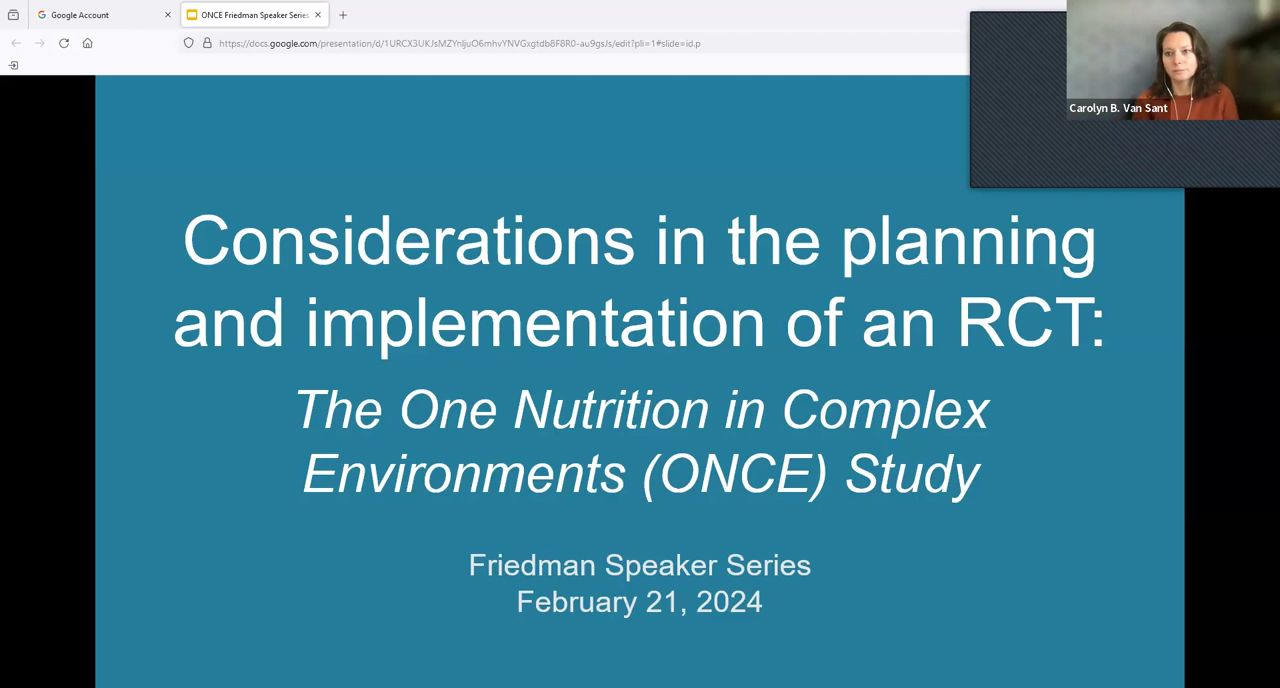 Google Account
ONCE Friedman Speaker Series
https://docs.google.com/presentation/d/1URCX3UKJsMZYnljuO6mhvYNVGxgtdb8F8R0-au9gsJs/edit?pli=1#slide=id.p
Carolyn B. Van Sant
Considerations in the planning
and implementation of an RCT:
The One Nutrition in Complex
Environments (ONCE) Study
Friedman Speaker Series
February 21, 2024